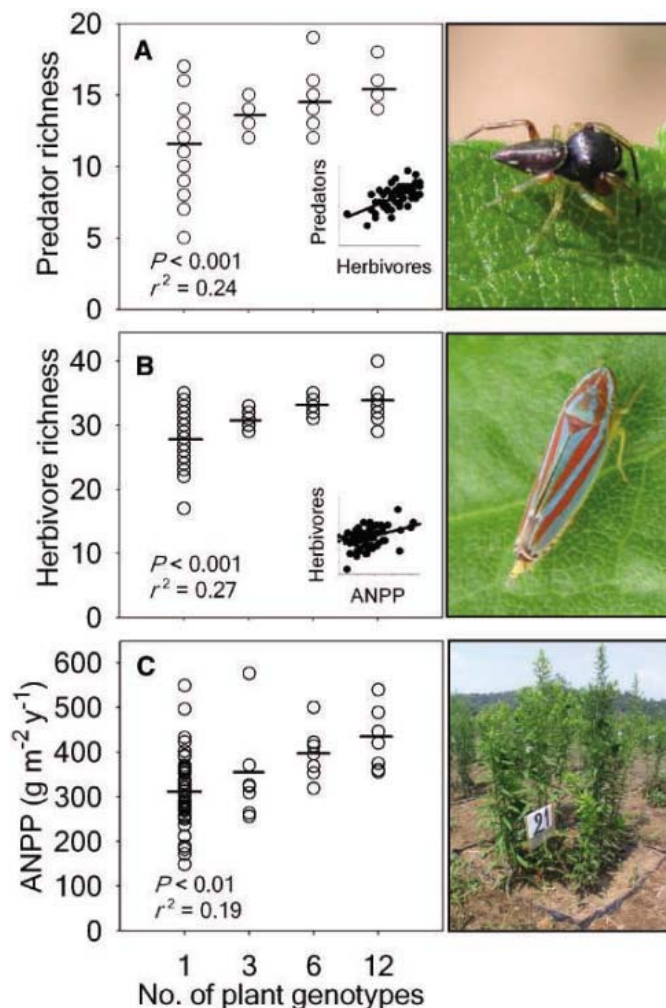 A
Predator richness
20
15
10
5
0
P < 0.001
r² = 0.24
Predators
Herbivores
B
Herbivore richness
40
30
20
10
0
P < 0.001
r² = 0.27
Herbivores
ANPP
C
ANPP (g m⁻² y⁻¹)
600
500
400
300
200
100
0
P < 0.01
r² = 0.19
1 3 6 12
No. of plant genotypes
21